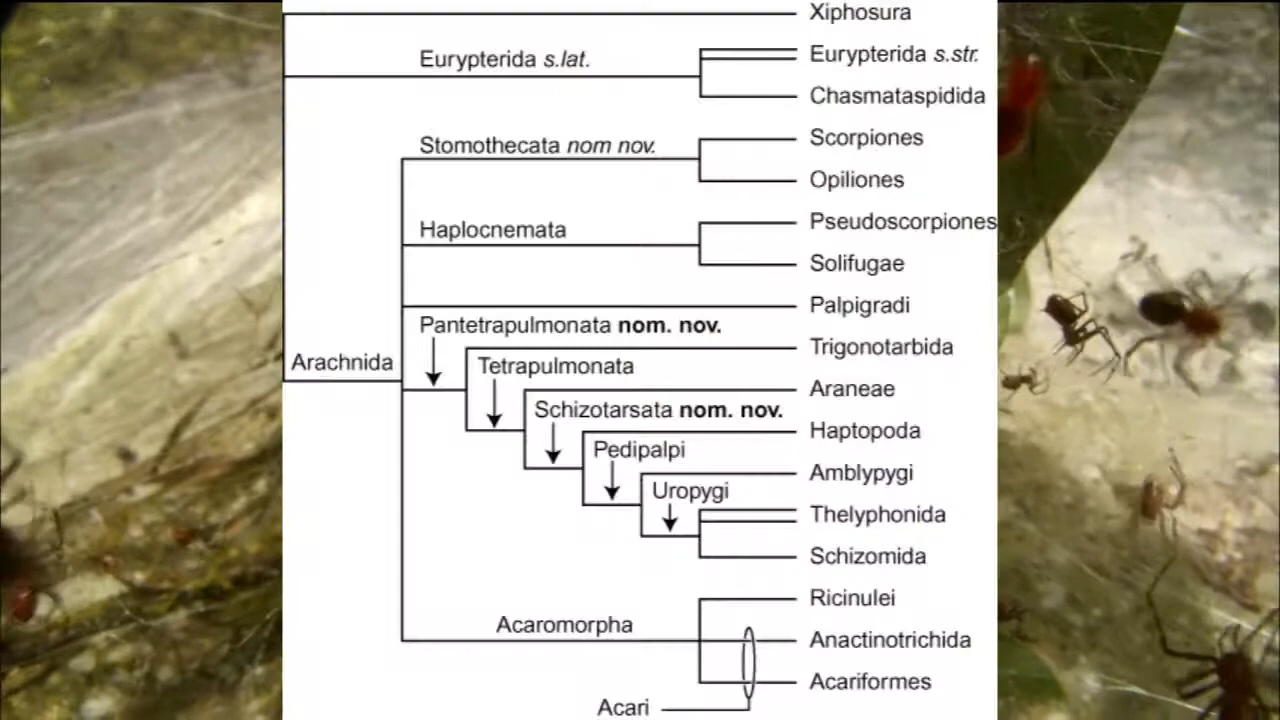 Xiphosura
Eurypterida s.lat.
Eurypterida s.str.
Chasmataspidida
Stomothecata nom nov.
Scorpiones
Opiliones
Haplocnemata
Pseudoscorpiones
Solifugae
Palpigradi
Pantetrapulmonata nom. nov.
Trigonotarbida
Arachnida
Tetrapulmonata
Araneae
Schizotarsata nom. nov.
Haptopoda
Pedipalpi
Amblypygi
Uropygi
Thelyphonida
Schizomida
Ricinulei
Acaromorpha
Anactinotrichida
Acariformes
Acari